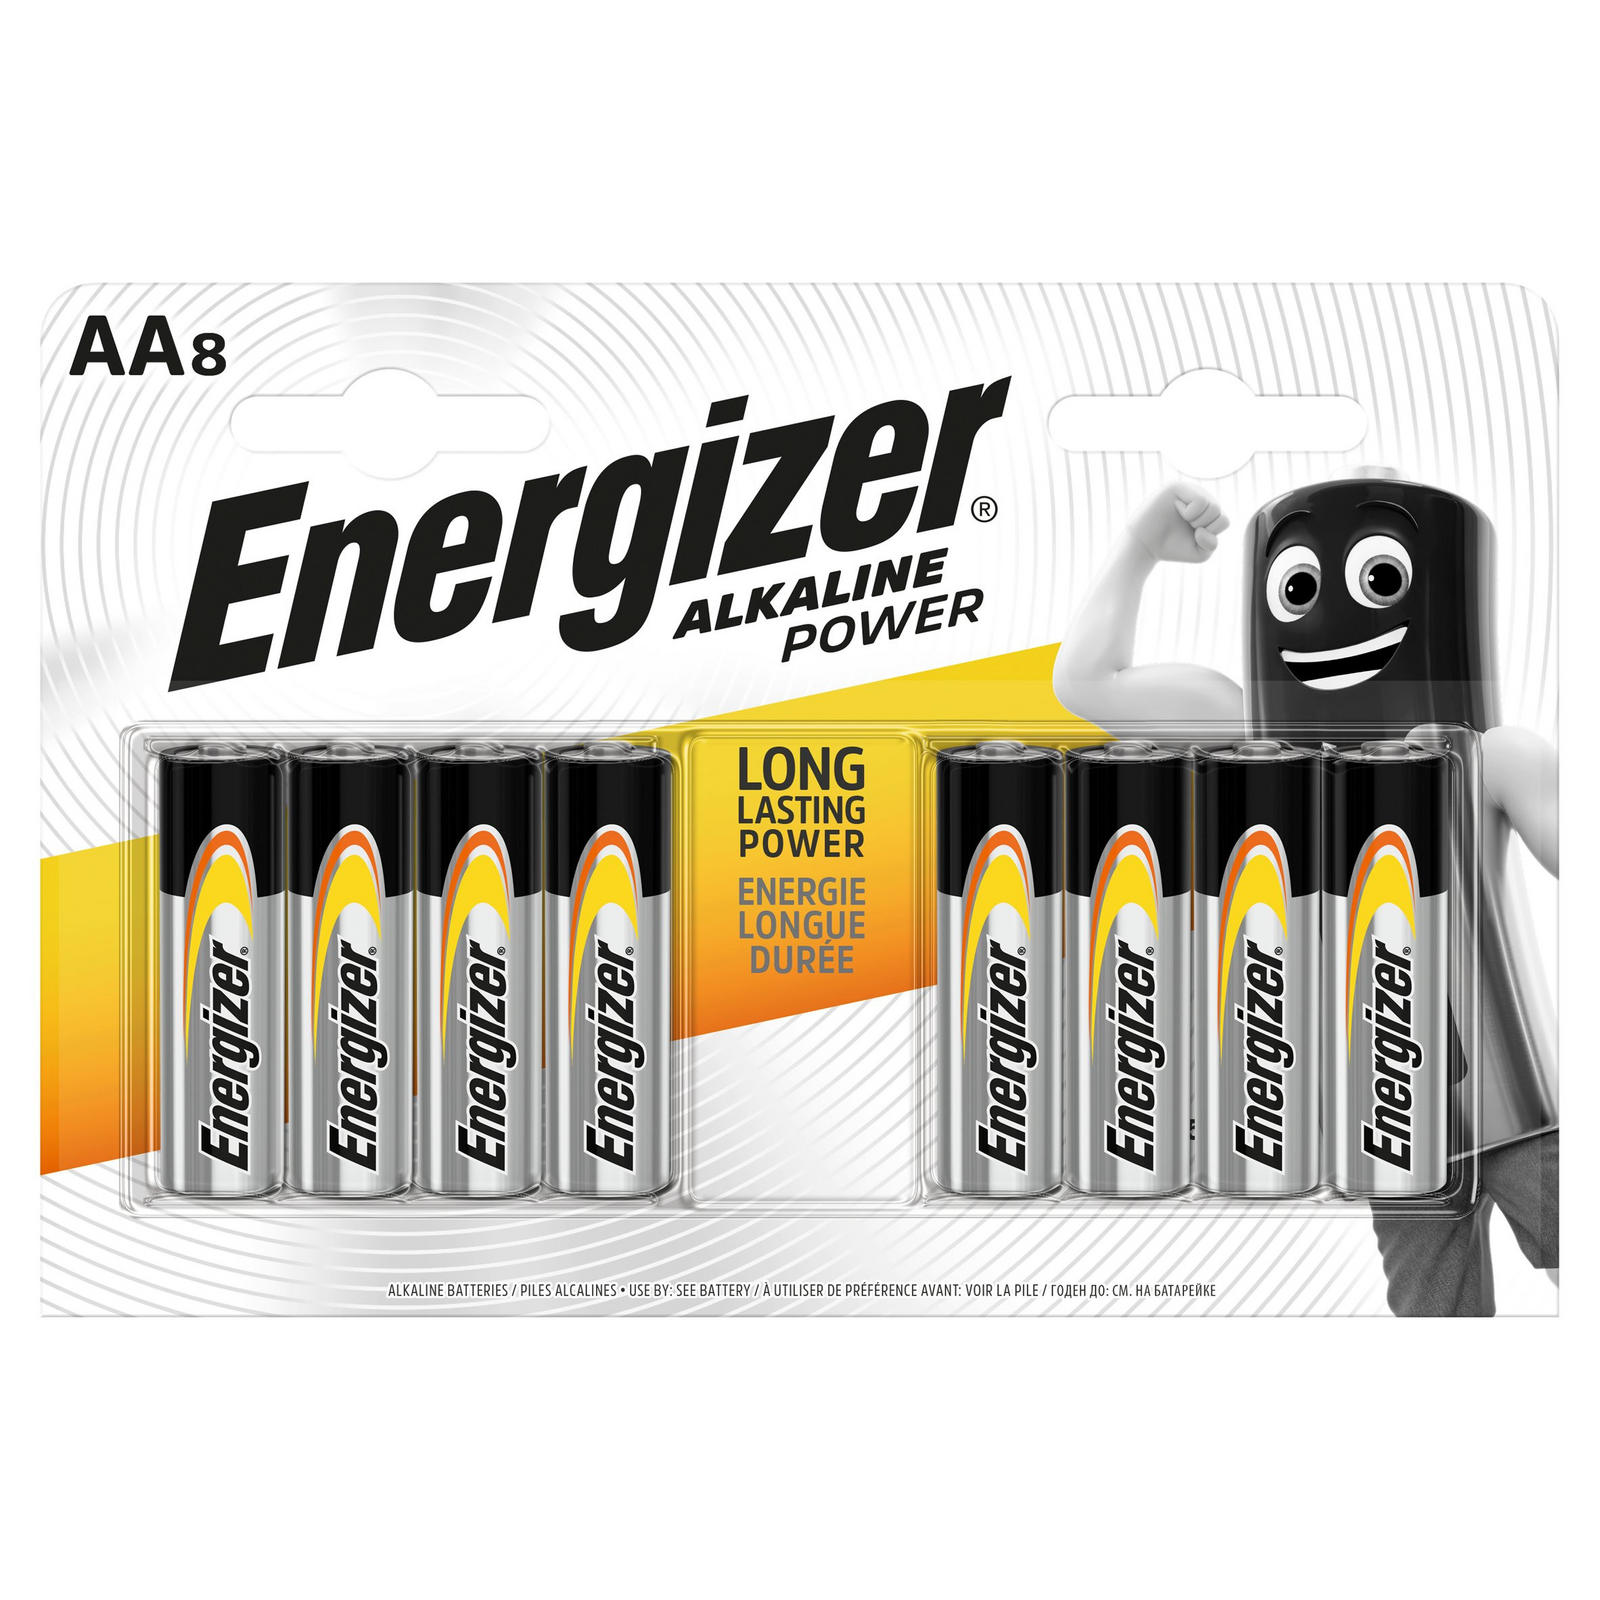 AA8
Energizer®
ALKALINE
POWER
LONG
LASTING
POWER
ENERGIE
LONGUE
DURÉE
Energizer®
Energizer®
Energizer®
Energizer®
Energizer®
Energizer®
Energizer®
Energizer®
ALKALINE BATTERIES / PILES ALCALINES • USE BY: SEE BATTERY / À UTILISER DE PRÉFÉRENCE AVANT: VOIR LA PILE / ГОДЕН ДО: СМ. НА БАТАРЕЙКЕ